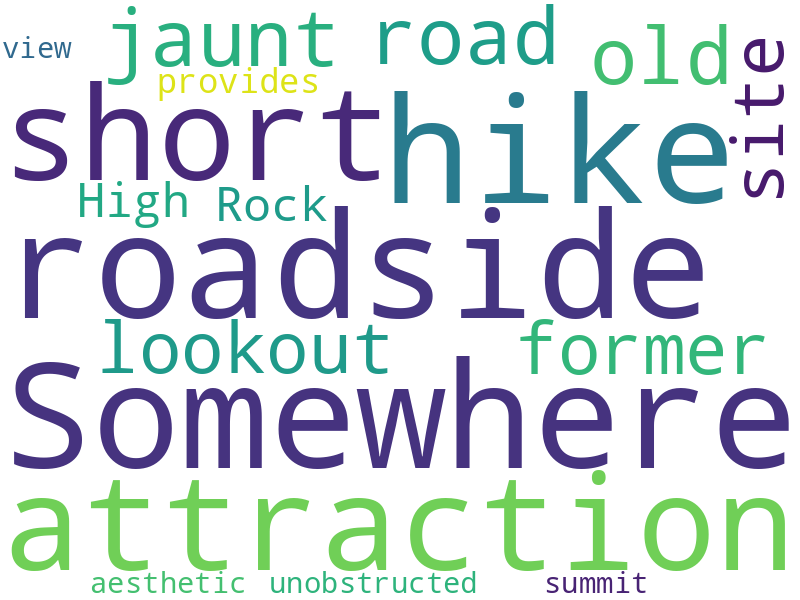 view
jaunt
road
old
site
provides
short
hike
High Rock
roadside
lookout
former
Somewhere
attraction
aesthetic
unobstructed
summit